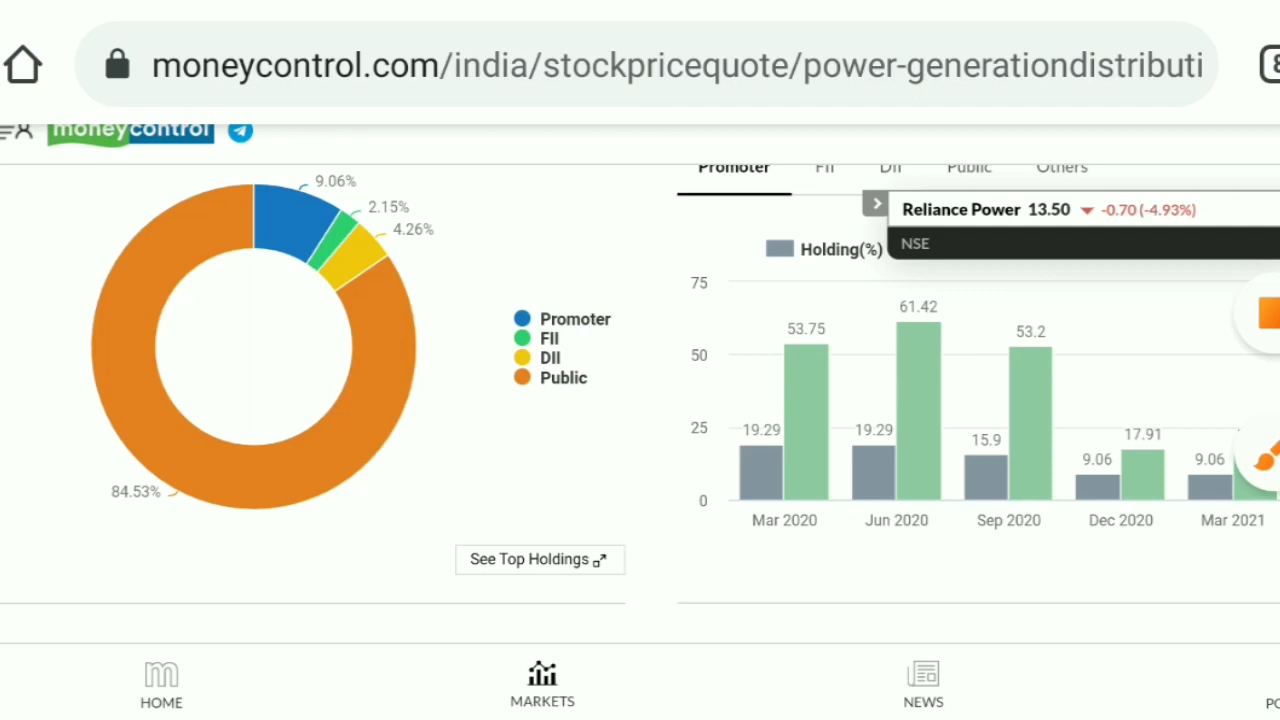 moneycontrol.com/india/stockpricequote/power-generationdistributi
moneycontrol
9.06%
2.15%
4.26%
84.53%
Promoter
FII
DII
Public
See Top Holdings
Promoter FII DII Public Others
Reliance Power 13.50 -0.70 (-4.93%)
NSE
Holding(%)
75
50
25
0
19.29 53.75
19.29 61.42
15.9 53.2
9.06 17.91
9.06
Mar 2020 Jun 2020 Sep 2020 Dec 2020 Mar 2021
HOME MARKETS NEWS